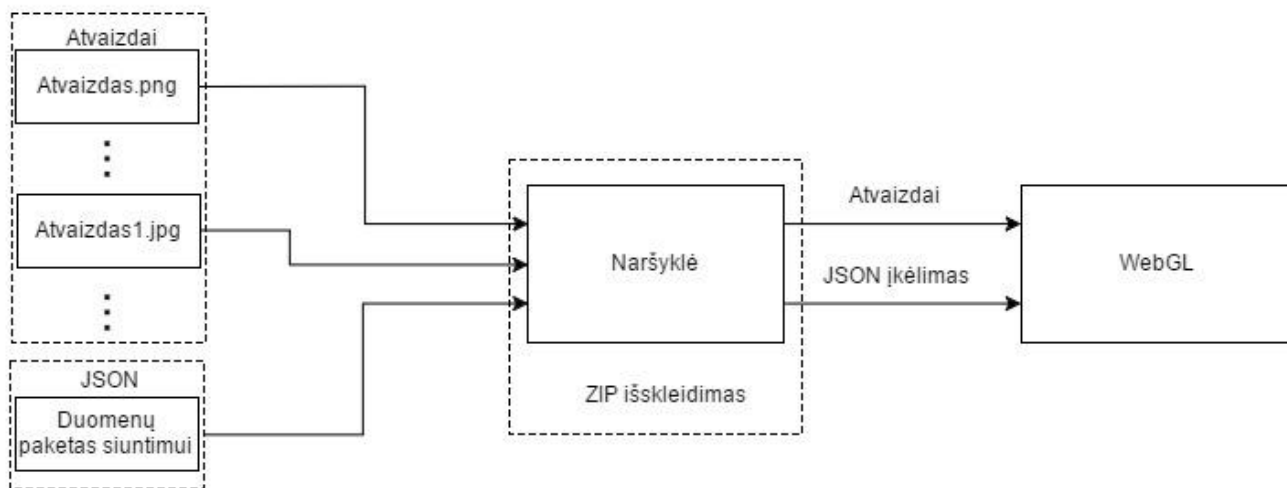 Atvaizdai
Atvaizdas.png
Atvaizdas1.jpg
JSON
Duomenų
paketas siuntimui
Naršyklė
ZIP išskleidimas
Atvaizdai
JSON įkėlimas
WebGL